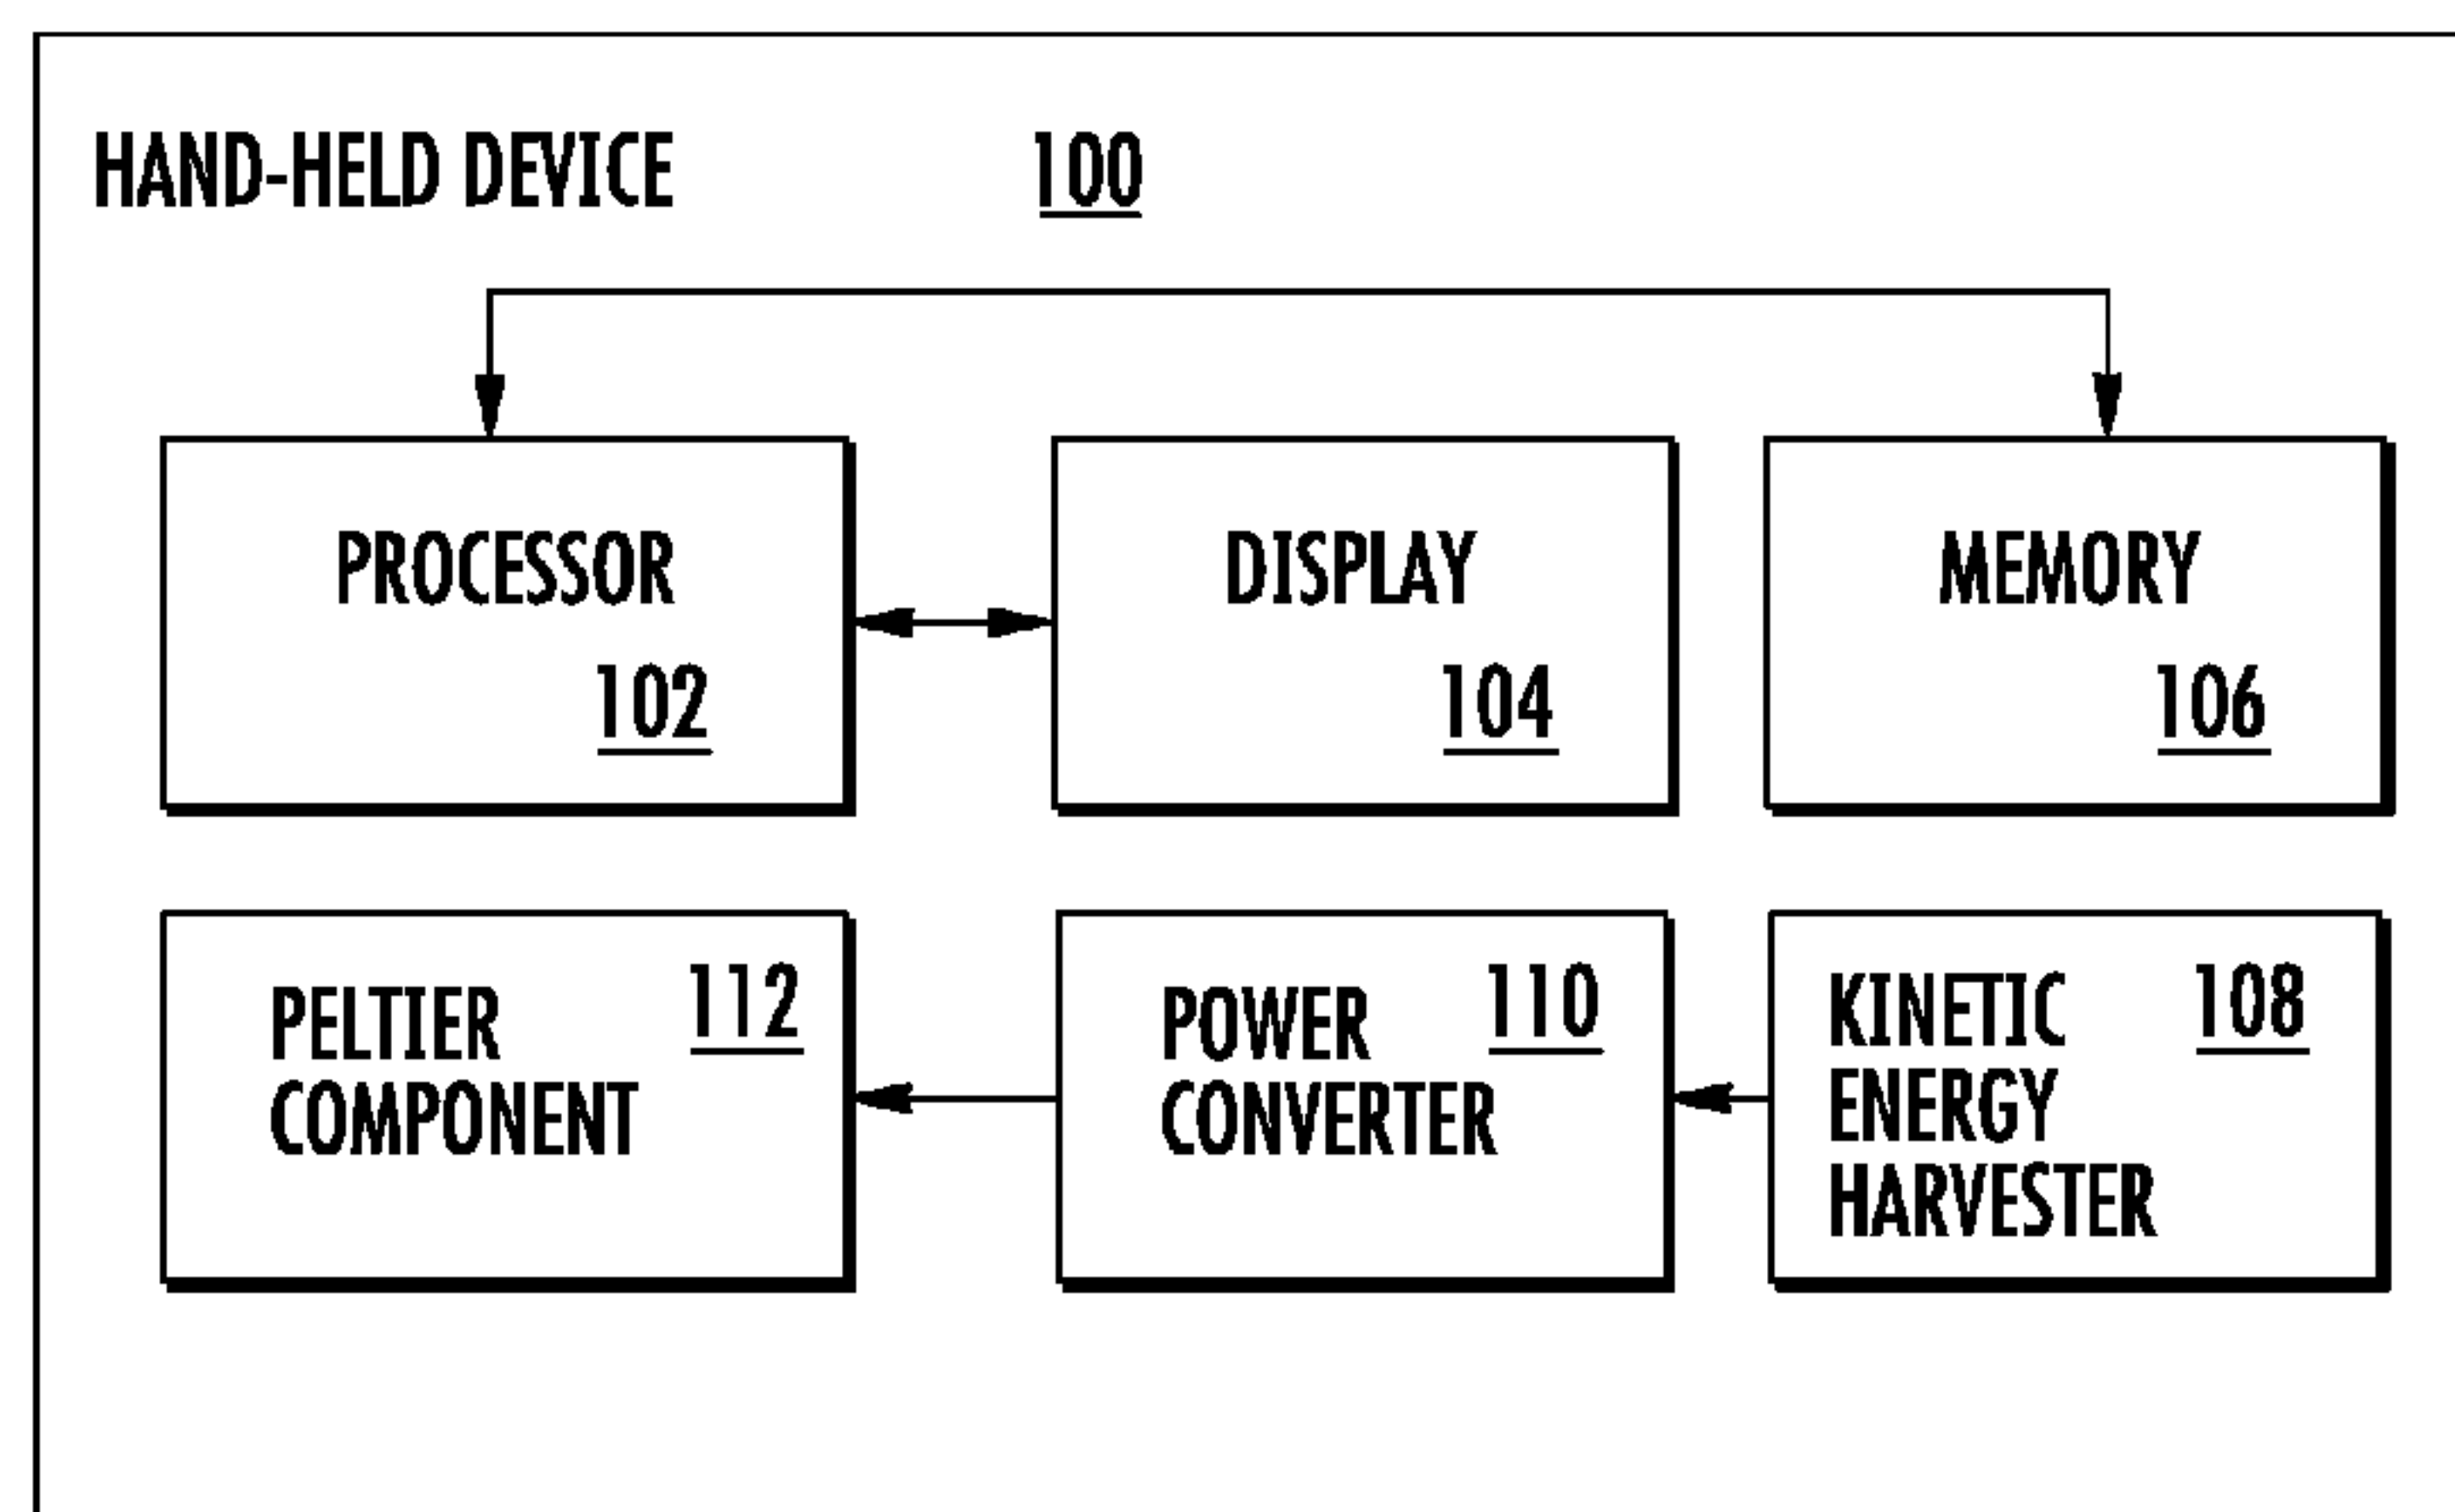 HAND-HELD DEVICE 100
PROCESSOR
102
DISPLAY
104
MEMORY
106
PELTIER 112
COMPONENT
POWER 110
CONVERTER
KINETIC 108
ENERGY
HARVESTER